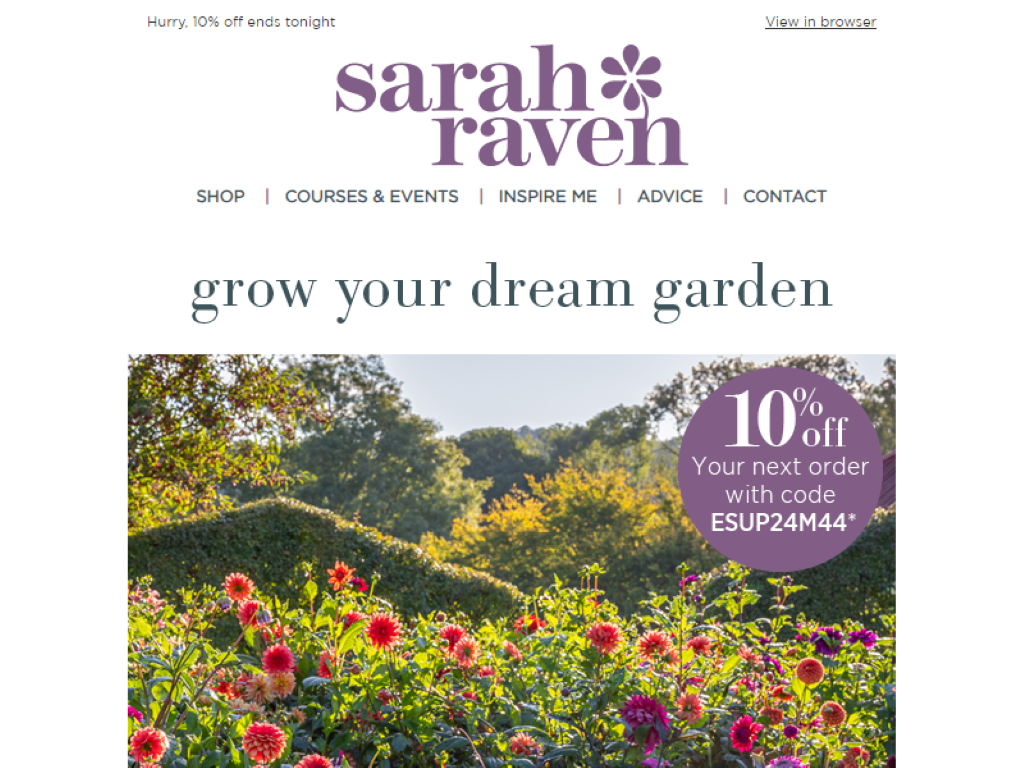 Hurry, 10% off ends tonight
View in browser
sarah
raven
SHOP | COURSES & EVENTS | INSPIRE ME | ADVICE | CONTACT
grow your dream garden
10% off
Your next order
with code
ESUP24M44*